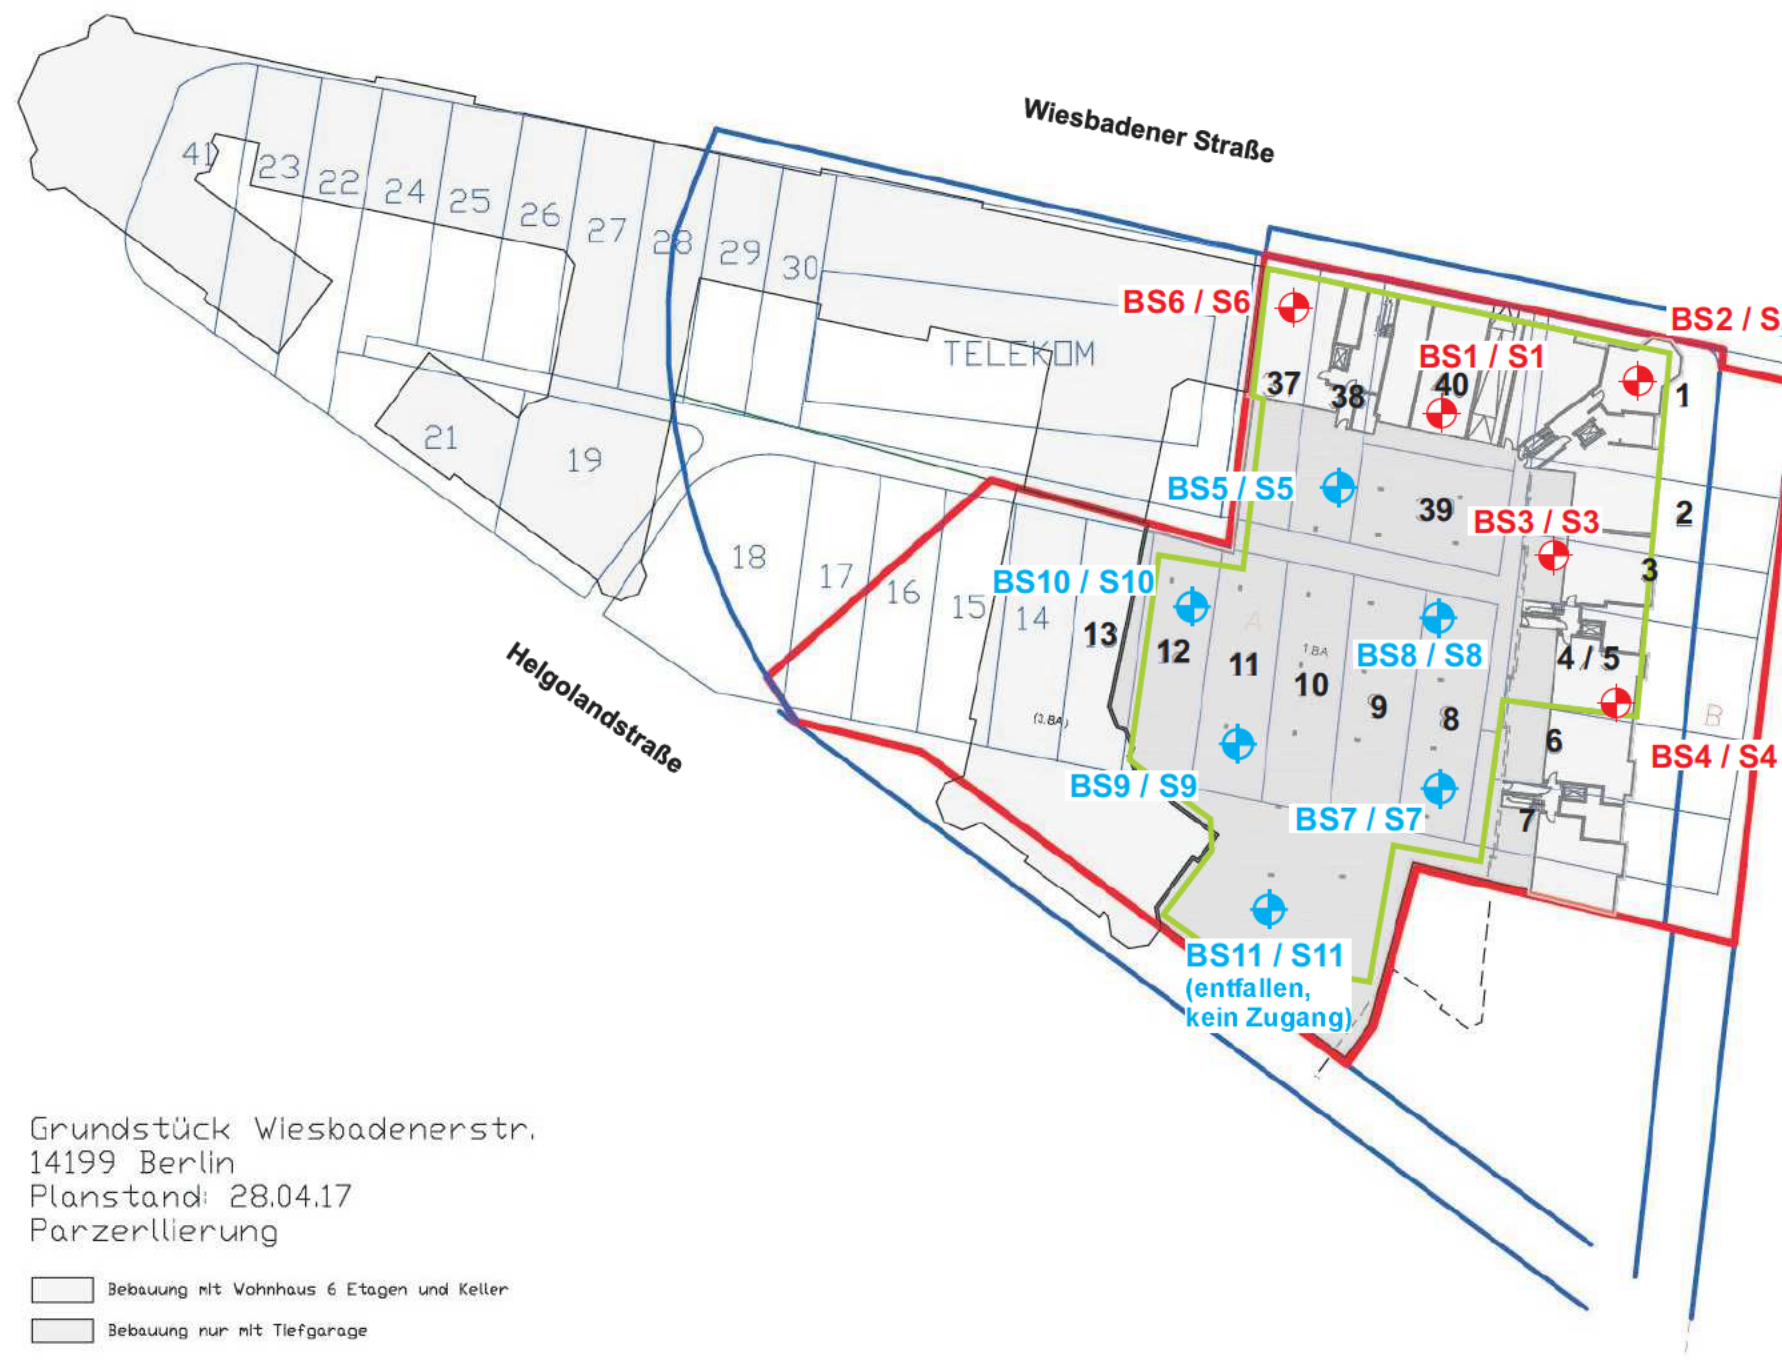 Wiesbadener Straße
41
23
22
24
25
26
27
28
29
30
TELEKOM
BS6 / S6
BS2 / S
BS1 / S1
37
38
40
1
21
19
BS5 / S5
39
BS3 / S3
2
18
17
16
15
14
BS10 / S10
13
12
11
A
1.BA
10
BS8 / S8
9
8
3
4 / 5
B
6
BS4 / S4
Helgolandstraße
(3.BA)
BS9 / S9
BS7 / S7
7
BS11 / S11
(entfallen,
kein Zugang)
Grundstück Wiesbadenerstr.
14199 Berlin
Planstand: 28.04.17
Parzerllierung
Bebauung mit Wohnhaus 6 Etagen und Keller
Bebauung nur mit Tiefgarage